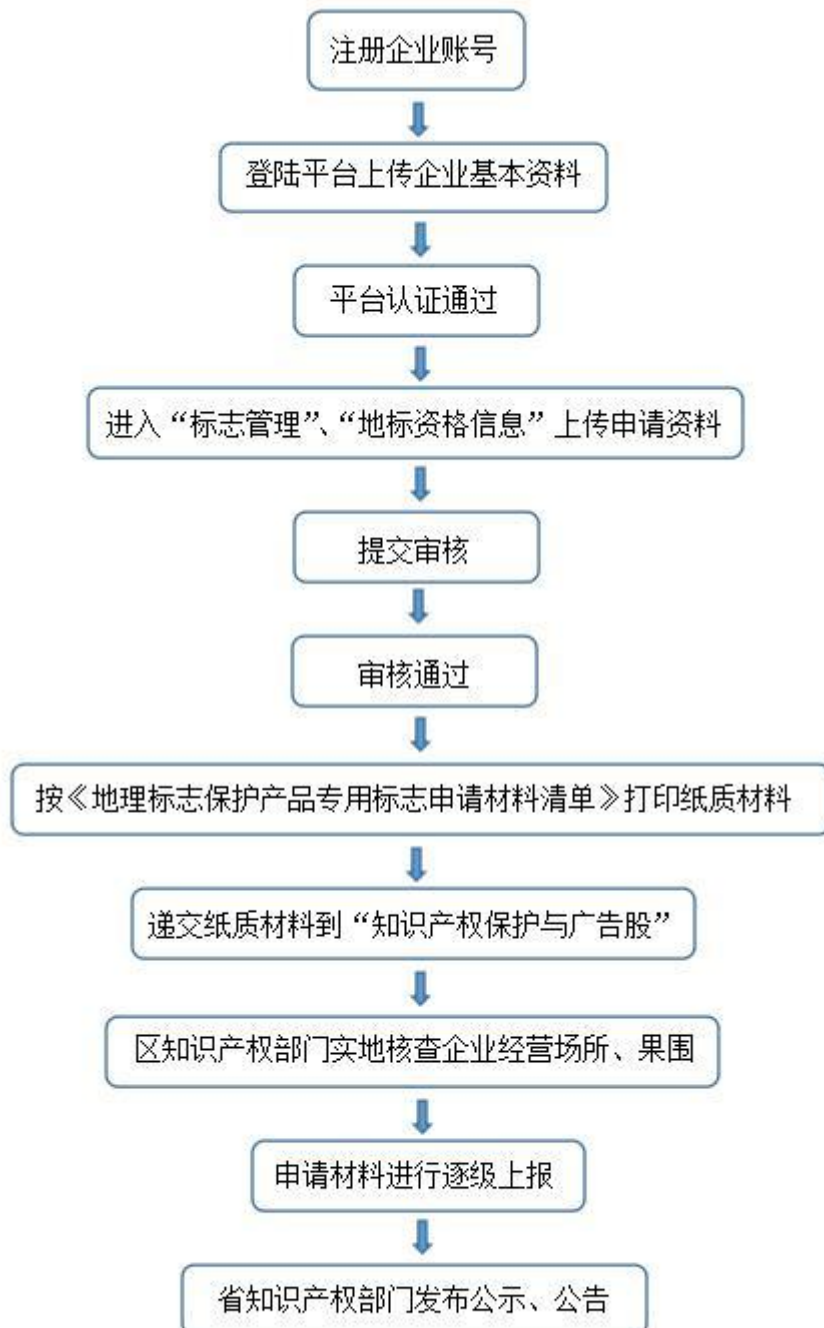 注册企业账号
登陆平台上传企业基本资料
平台认证通过
进入“标志管理”、“地标资格信息”上传申请资料
提交审核
审核通过
按《地理标志保护产品专用标志申请材料清单》打印纸质材料
递交纸质材料到“知识产权保护与广告股”
区知识产权部门实地核查企业经营场所、果围
申请材料进行逐级上报
省知识产权部门发布公示、公告